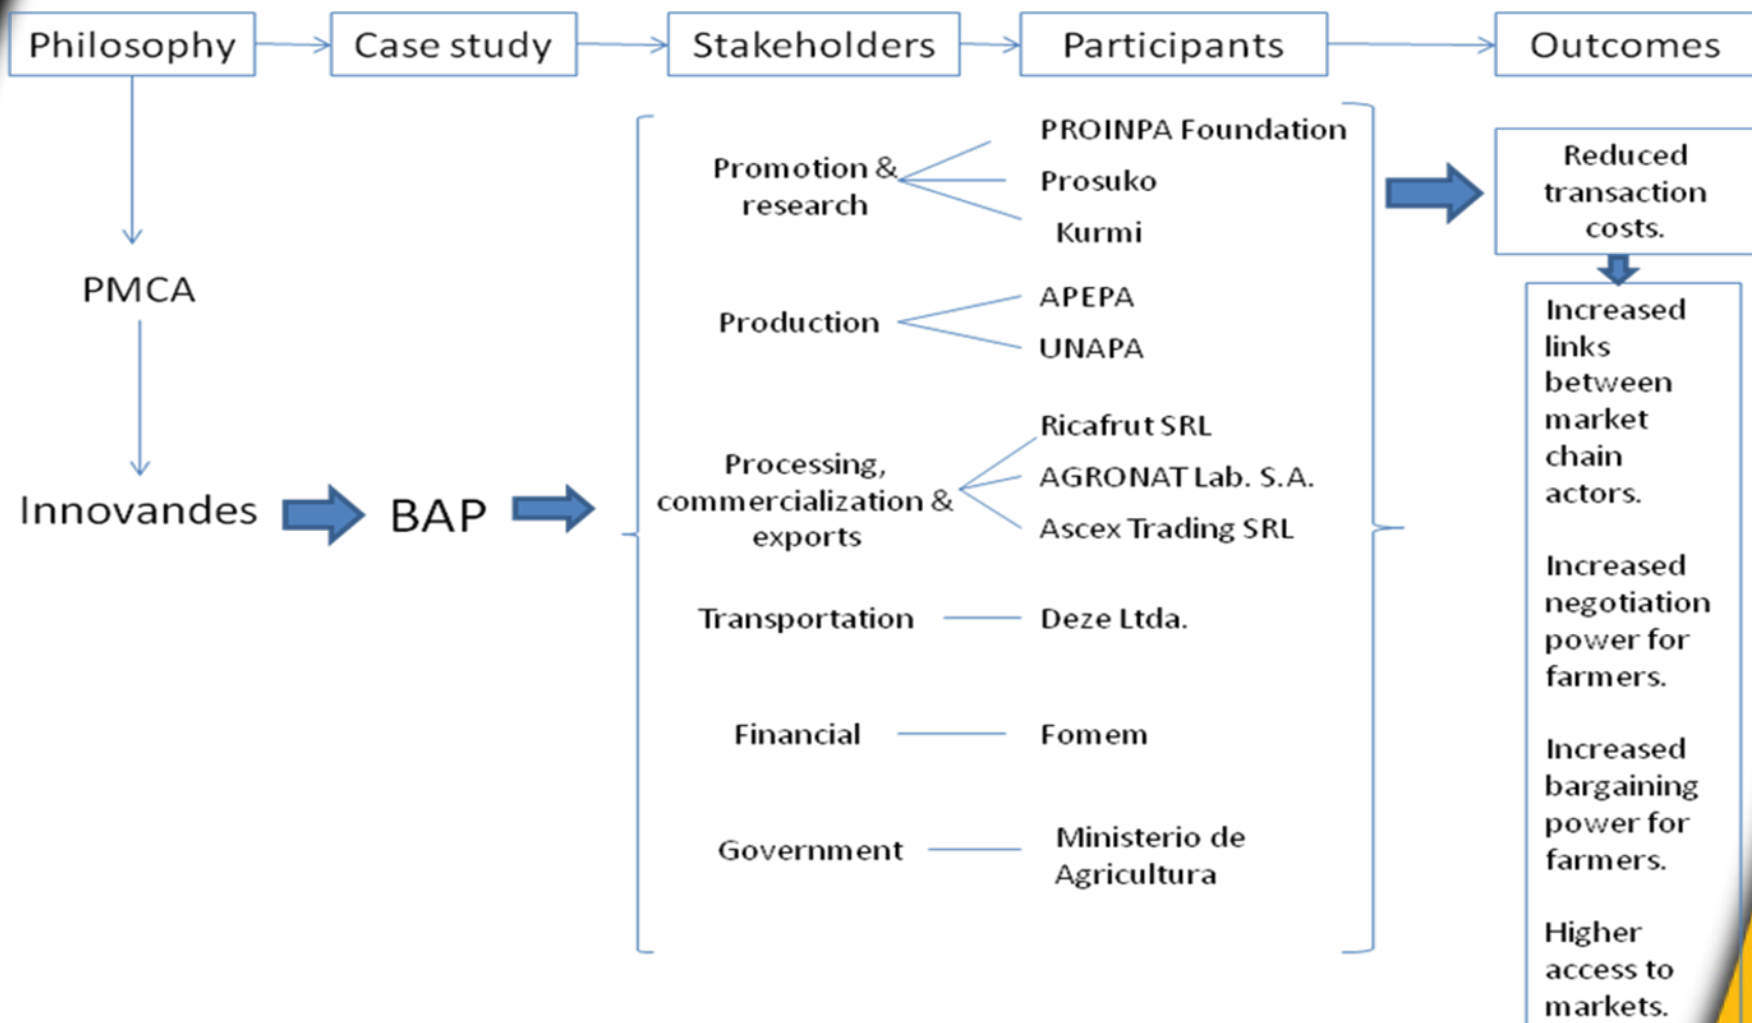 Philosophy
Case study
Stakeholders
Participants
Outcomes
PMCA
Innovandes
BAP
Promotion &
research
PROINPA Foundation
Prosuko
Kurmi
Production
APEPA
UNAPA
Processing,
commercialization &
exports
Ricafrut SRL
AGRONAT Lab. S.A.
Ascex Trading SRL
Transportation
Deze Ltda.
Financial
Fomem
Government
Ministerio de
Agricultura
Reduced
transaction
costs.
Increased
links
between
market
chain
actors.
Increased
negotiation
power for
farmers.
Increased
bargaining
power for
farmers.
Higher
access to
markets.